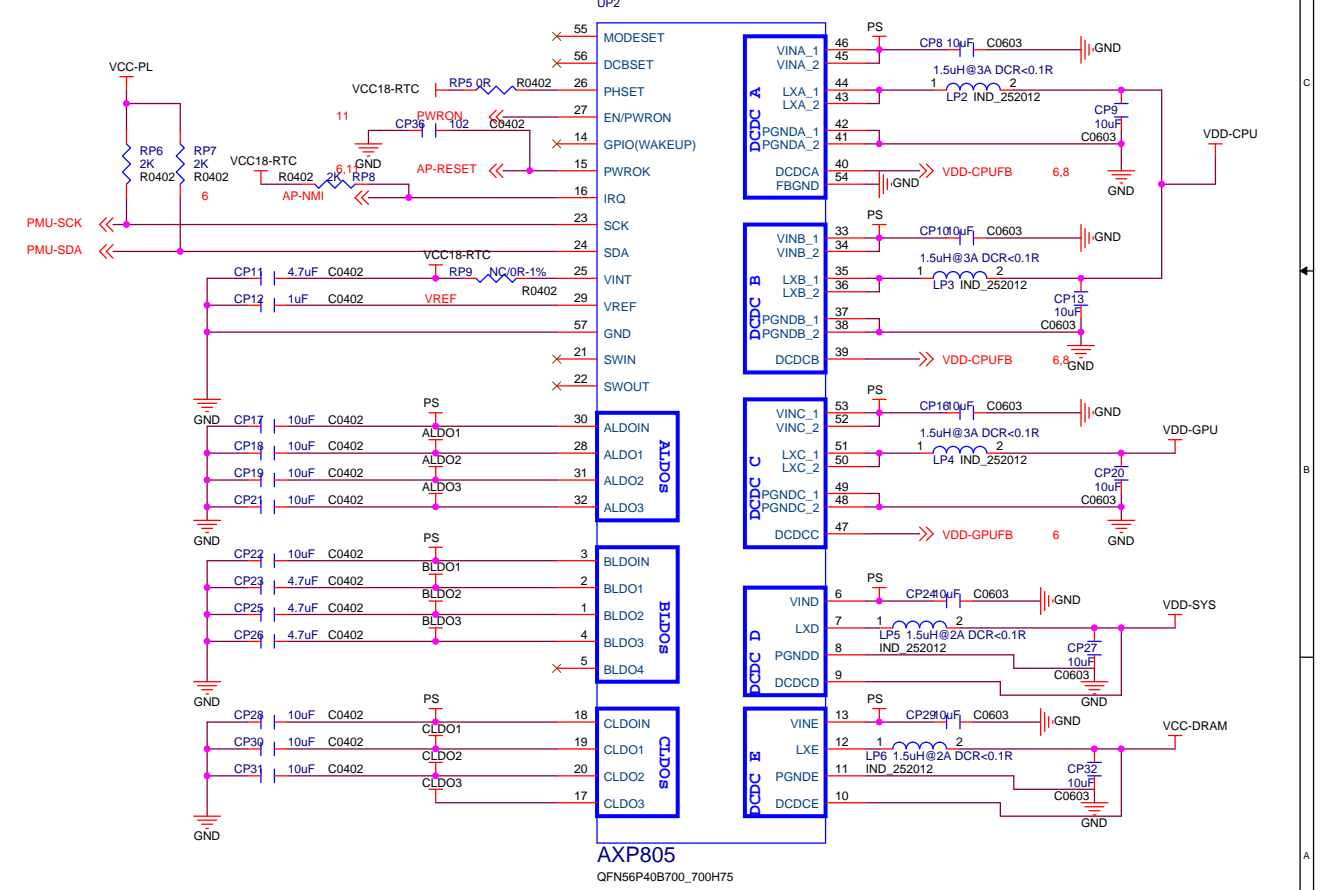 UP2
55 MODESET
56 DCBSET
VCC18-RTC RP5 0R R0402 26 PHSET
11 PWRON 27 EN/PWRON
CP36 102 C0402
GND
14 GPIO(WAKEUP)
6,11 AP-RESET 15 PWROK
VCC18-RTC
R0402 2K RP8
AP-NMI 16 IRQ
VCC-PL
RP6 2K R0402
RP7 2K R0402
6
PMU-SCK 23 SCK
PMU-SDA 24 SDA
VCC18-RTC
CP11 4.7uF C0402 RP9 NC/0R-1% R0402 25 VINT
CP12 1uF C0402 VREF 29 VREF
57 GND
21 SWIN
22 SWOUT
GND
PS
CP17 10uF C0402 30 ALDOIN
ALDO1
CP18 10uF C0402 28 ALDO1
ALDO2
CP19 10uF C0402 31 ALDO2
ALDO3
CP21 10uF C0402 32 ALDO3
ALDOs
GND
PS
CP22 10uF C0402 3 BLDOIN
BLDO1
CP23 4.7uF C0402 2 BLDO1
BLDO2
CP25 4.7uF C0402 1 BLDO2
BLDO3
CP26 4.7uF C0402 4 BLDO3
5 BLDO4
BLDOs
GND
PS
CP28 10uF C0402 18 CLDOIN
CLDO1
CP30 10uF C0402 19 CLDO1
CLDO2
CP31 10uF C0402 20 CLDO2
CLDO3
17 CLDO3
CLDOs
GND
DCDC A
PS
VINA_1 46 CP8 10uF C0603 GND
VINA_2 45
1.5uH@3A DCR<0.1R
LXA_1 44 1 2
LXA_2 43 LP2 IND_252012
CP9 10uF C0603
PGNDA_1 42
PGNDA_2 41
GND
DCDCA 40 VDD-CPUFB 6,8
FBGND 54 GND
VDD-CPU
DCDC B
PS
VINB_1 33 CP10 10uF C0603 GND
VINB_2 34
1.5uH@3A DCR<0.1R
LXB_1 35 1 2
LXB_2 36 LP3 IND_252012
CP13 10uF C0603
PGNDB_1 37
PGNDB_2 38
GND
DCDCB 39 VDD-CPUFB 6,8
DCDC C
PS
VINC_1 53 CP16 10uF C0603 GND
VINC_2 52
1.5uH@3A DCR<0.1R
LXC_1 51 1 2
LXC_2 50 LP4 IND_252012
VDD-GPU
CP20 10uF C0603
PGNDC_1 49
PGNDC_2 48
GND
DCDCC 47 VDD-GPUFB 6
DCDC D
PS
VIND 6 CP24 10uF C0603 GND
LXD 7 1 2
LP5 1.5uH@2A DCR<0.1R
IND_252012
VDD-SYS
CP27 10uF C0603
PGNDD 8
DCDCD 9
GND
DCDC E
PS
VINE 13 CP29 10uF C0603 GND
LXE 12 1 2
LP6 1.5uH@2A DCR<0.1R
IND_252012
VCC-DRAM
CP32 10uF C0603
PGNDE 11
DCDCE 10
GND
AXP805
QFN56P40B700_700H75
C
B
A